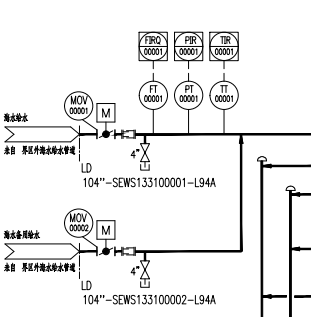 FIRQ
00001
PIR
00001
TIR
00001
FT
00001
PT
00001
TT
00001
MOV
00001
M
海水给水
来自 界区外海水给水管道
4"
LD
104"-SEWS133100001-L94A
MOV
00002
M
海水备用给水
来自 界区外海水给水管道
4"
LD
104"-SEWS133100002-L94A